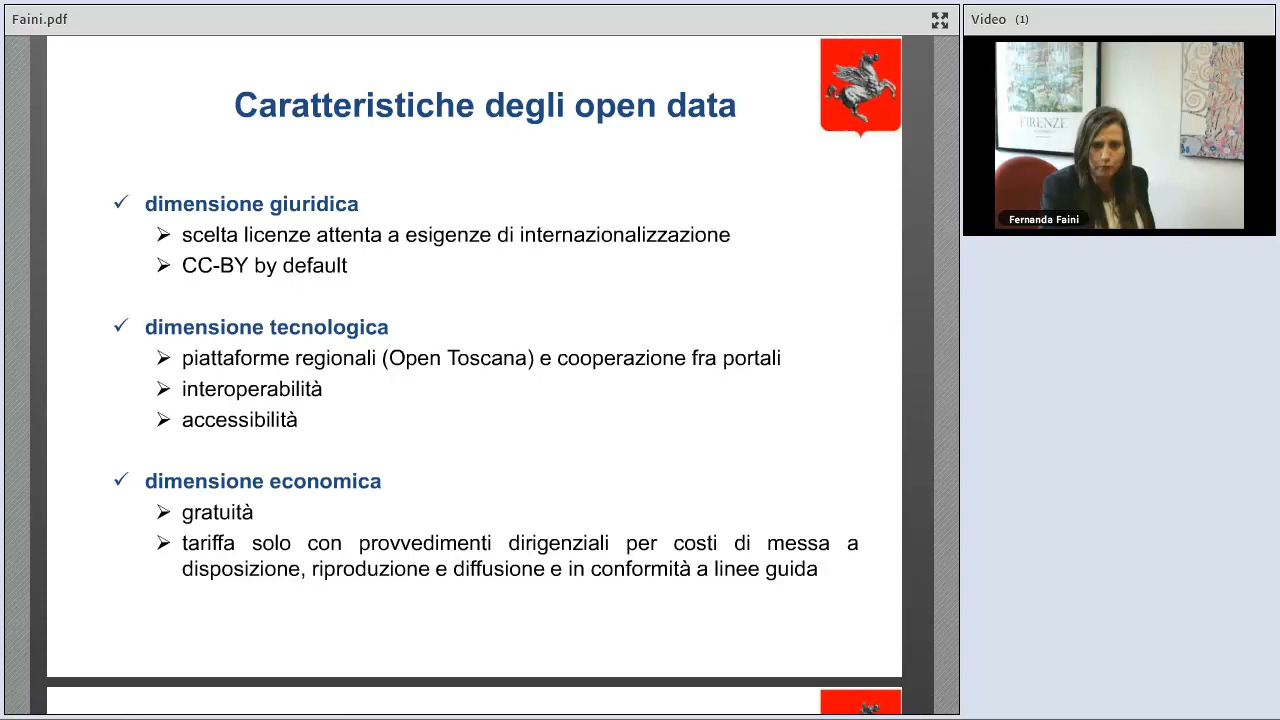 Faini.pdf
Video (1)
Caratteristiche degli open data
dimensione giuridica
scelta licenze attenta a esigenze di internazionalizzazione
CC-BY by default
dimensione tecnologica
piattaforme regionali (Open Toscana) e cooperazione fra portali
interoperabilità
accessibilità
dimensione economica
gratuità
tariffa solo con provvedimenti dirigenziali per costi di messa a
disposizione, riproduzione e diffusione e in conformità a linee guida
FIRENZE
Fernanda Faini